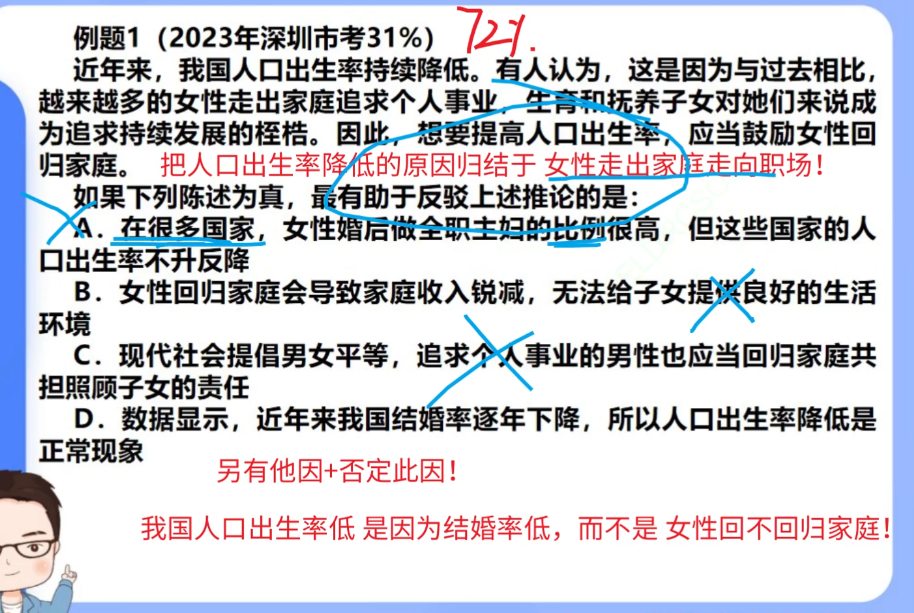 例题1（2023年深圳市考31%） 72%.
近年来，我国人口出生率持续降低。有人认为，这是因为与过去相比，
越来越多的女性走出家庭追求个人事业，生育和抚养子女对她们来说成
为追求持续发展的桎梏。因此，想要提高人口出生率，应当鼓励女性回
归家庭。 把人口出生率降低的原因归结于 女性走出家庭走向职场！
如果下列陈述为真，最有助于反驳上述推论的是：
A．在很多国家，女性婚后做全职主妇的比例很高，但这些国家的人
口出生率不升反降
B．女性回归家庭会导致家庭收入锐减，无法给子女提供良好的生活
环境
C．现代社会提倡男女平等，追求个人事业的男性也应当回归家庭共
担照顾子女的责任
D．数据显示，近年来我国结婚率逐年下降，所以人口出生率降低是
正常现象
另有他因+否定此因！
我国人口出生率低 是因为结婚率低，而不是 女性回不回归家庭！